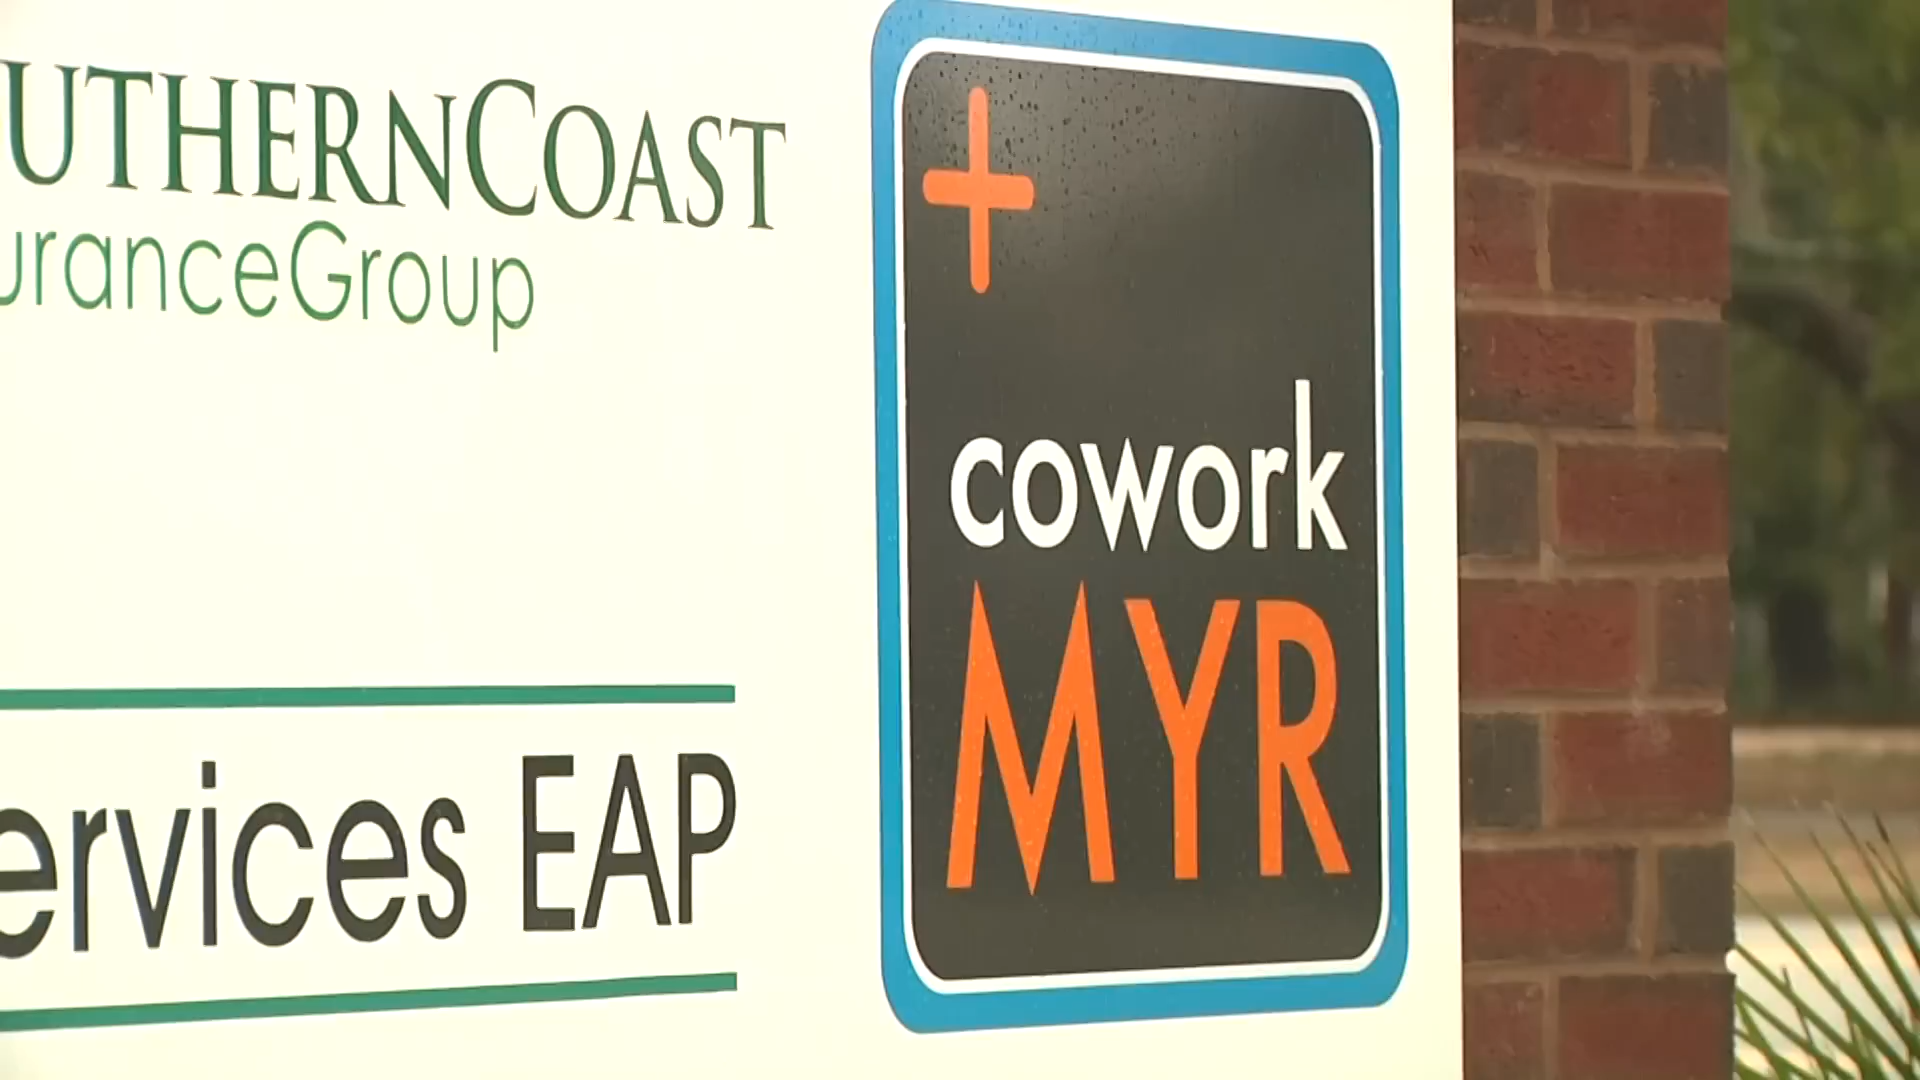 UTHERNCOAST
uranceGroup
ervices EAP
+
cowork
MYR